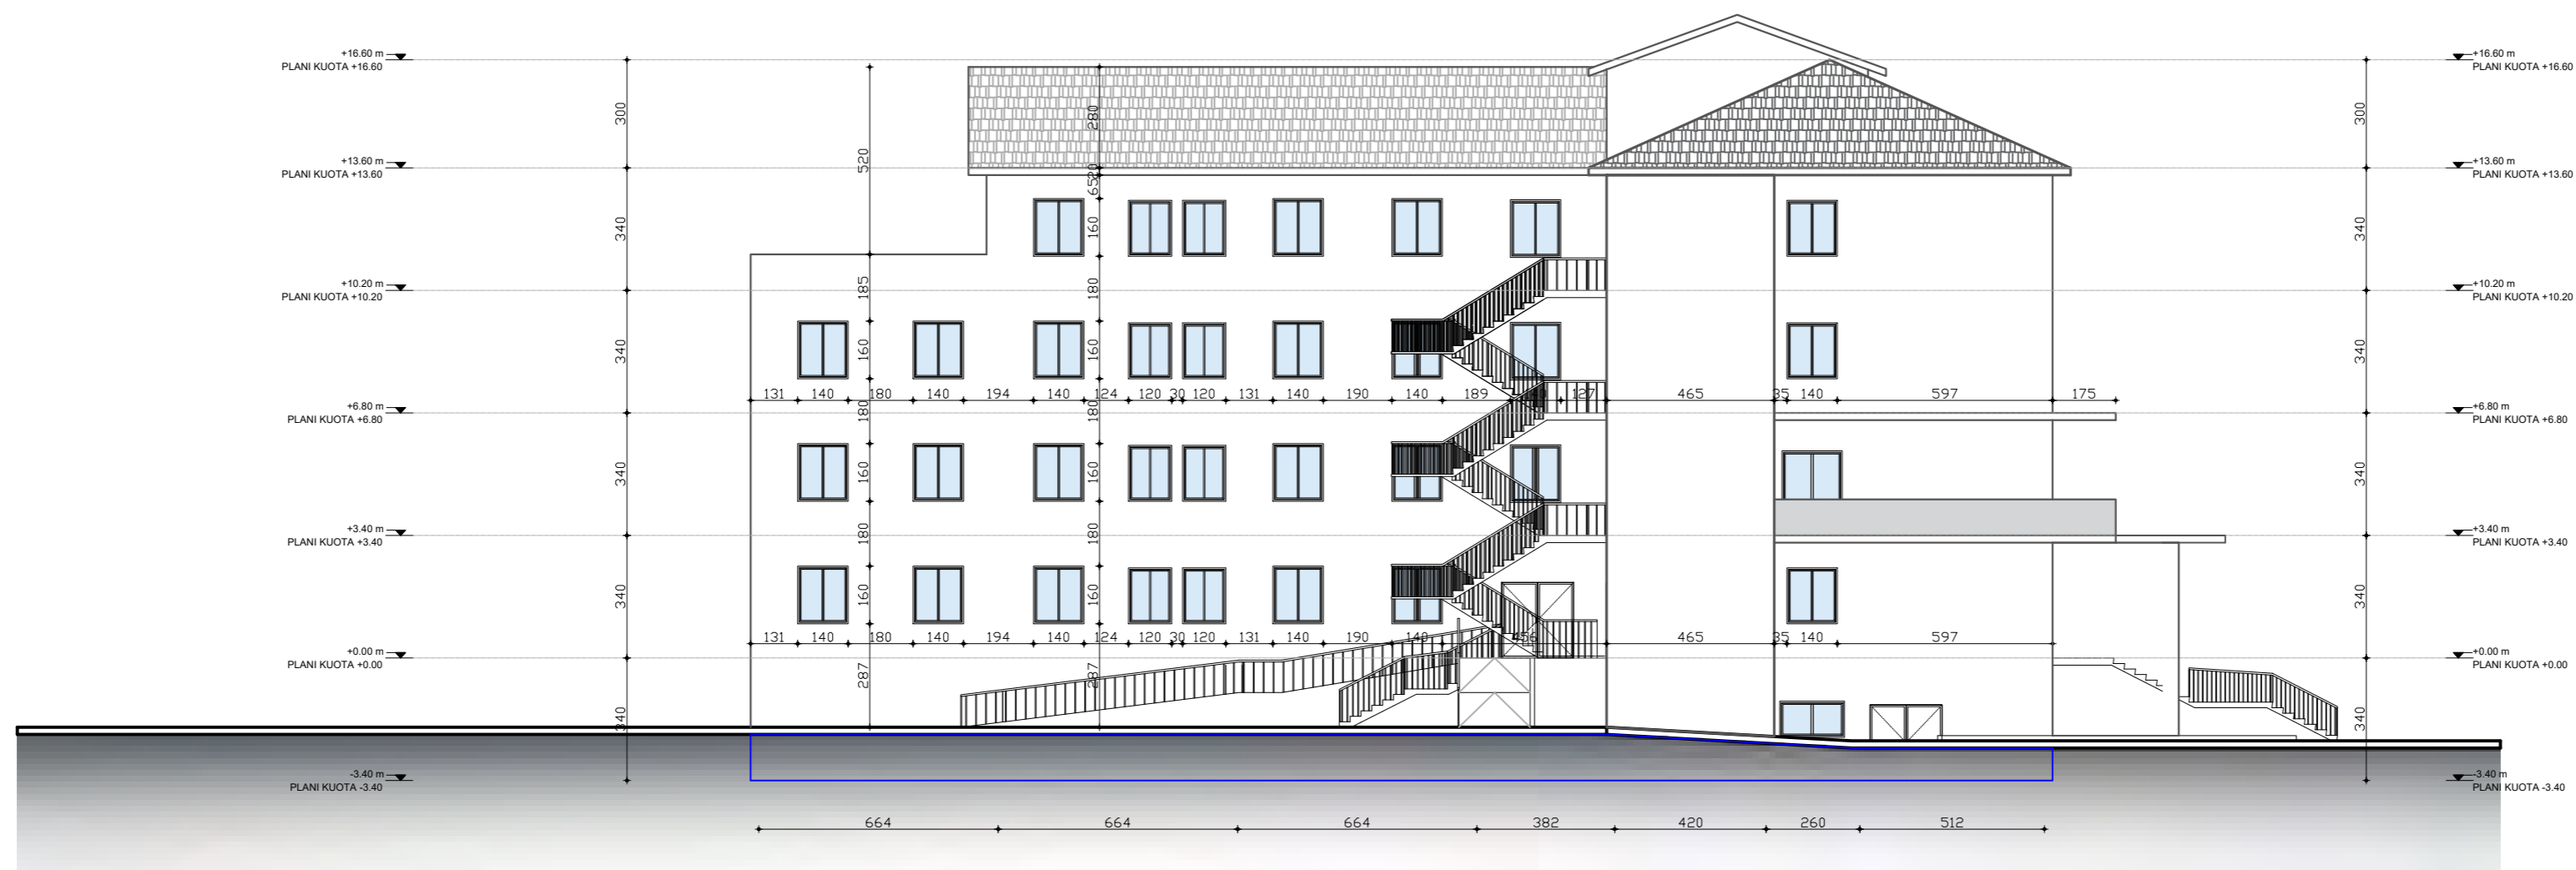 +16.60 m
PLANI KUOTA +16.60
+16.60 m
PLANI KUOTA +16.60
300
280
300
520
+13.60 m
PLANI KUOTA +13.60
+13.60 m
PLANI KUOTA +13.60
6520
340
160
340
+10.20 m
PLANI KUOTA +10.20
185
180
+10.20 m
PLANI KUOTA +10.20
340
160
160
340
131 140 180 140 194 140 124 120 30 120 131 140 190 140 189 127 465 35 140 597 175
+6.80 m
PLANI KUOTA +6.80
180
180
+6.80 m
PLANI KUOTA +6.80
340
160
160
340
+3.40 m
PLANI KUOTA +3.40
180
180
+3.40 m
PLANI KUOTA +3.40
340
160
160
340
131 140 180 140 194 140 124 120 30 120 131 140 190 140 456 465 35 140 597
+0.00 m
PLANI KUOTA +0.00
287
287
+0.00 m
PLANI KUOTA +0.00
340
340
-3.40 m
PLANI KUOTA -3.40
-3.40 m
PLANI KUOTA -3.40
664 664 664 382 420 260 512